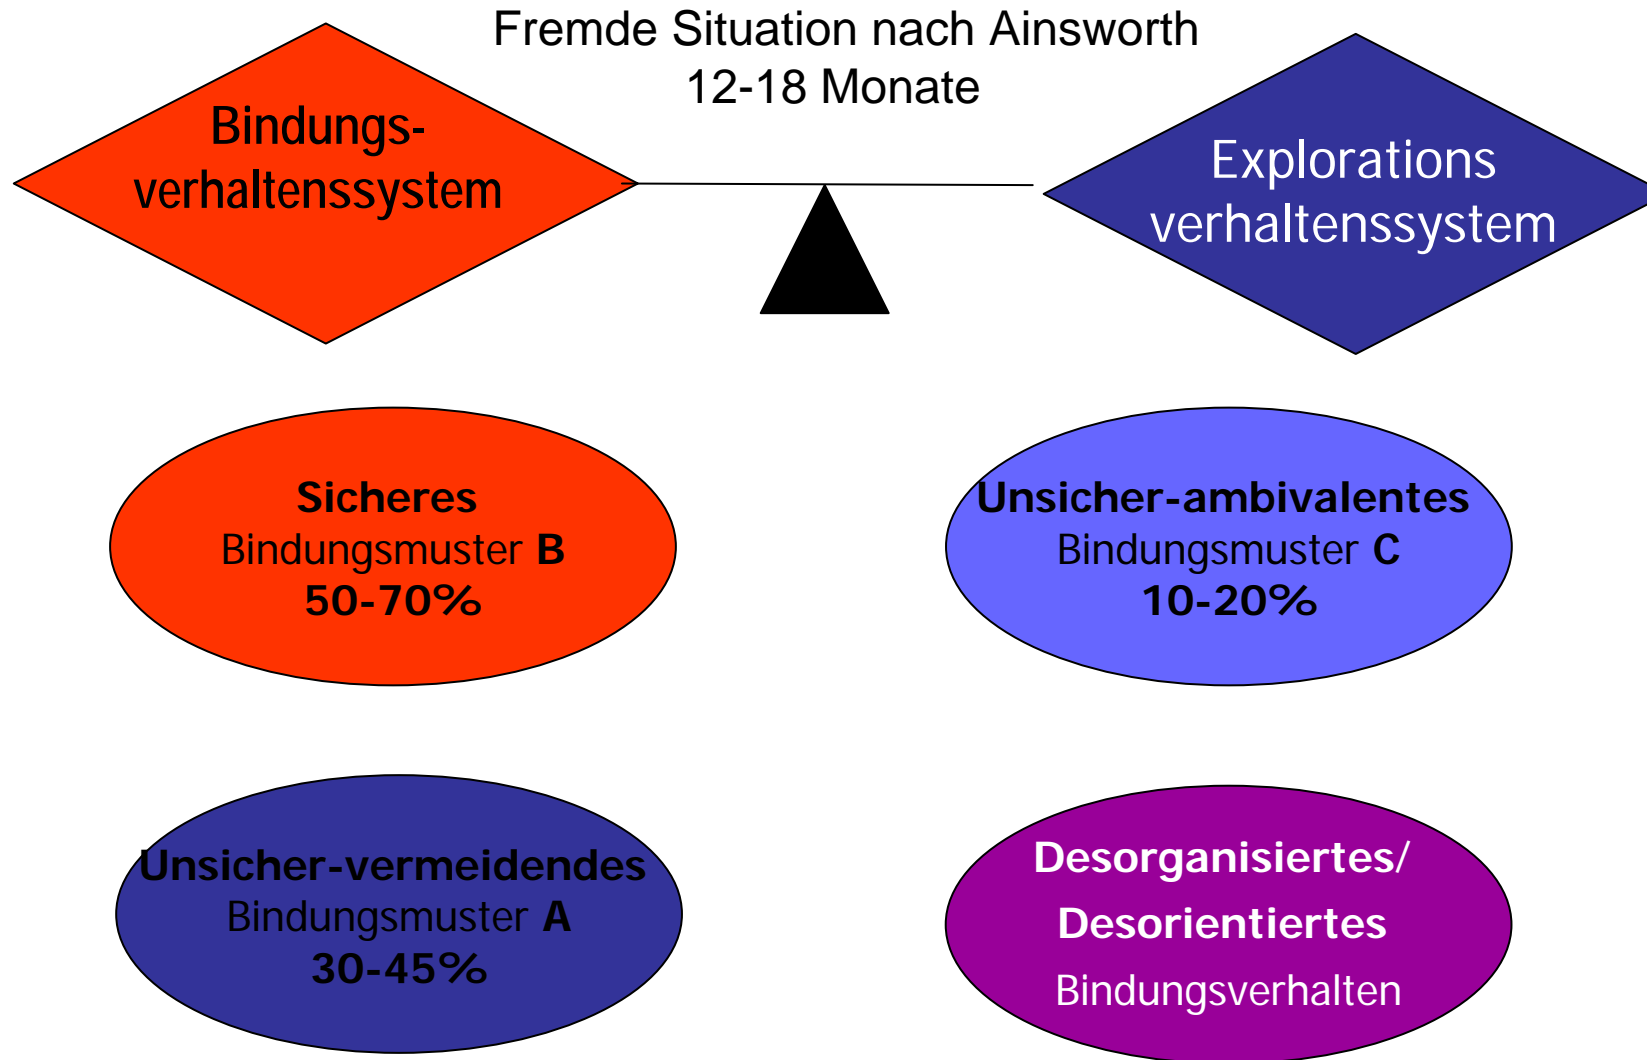 Fremde Situation nach Ainsworth
12-18 Monate
Bindungs-
verhaltenssystem
Explorations
verhaltenssystem
Sicheres
Bindungsmuster B
50-70%
Unsicher-ambivalentes
Bindungsmuster C
10-20%
Unsicher-vermeidendes
Bindungsmuster A
30-45%
Desorganisiertes/
Desorientiertes
Bindungsverhalten